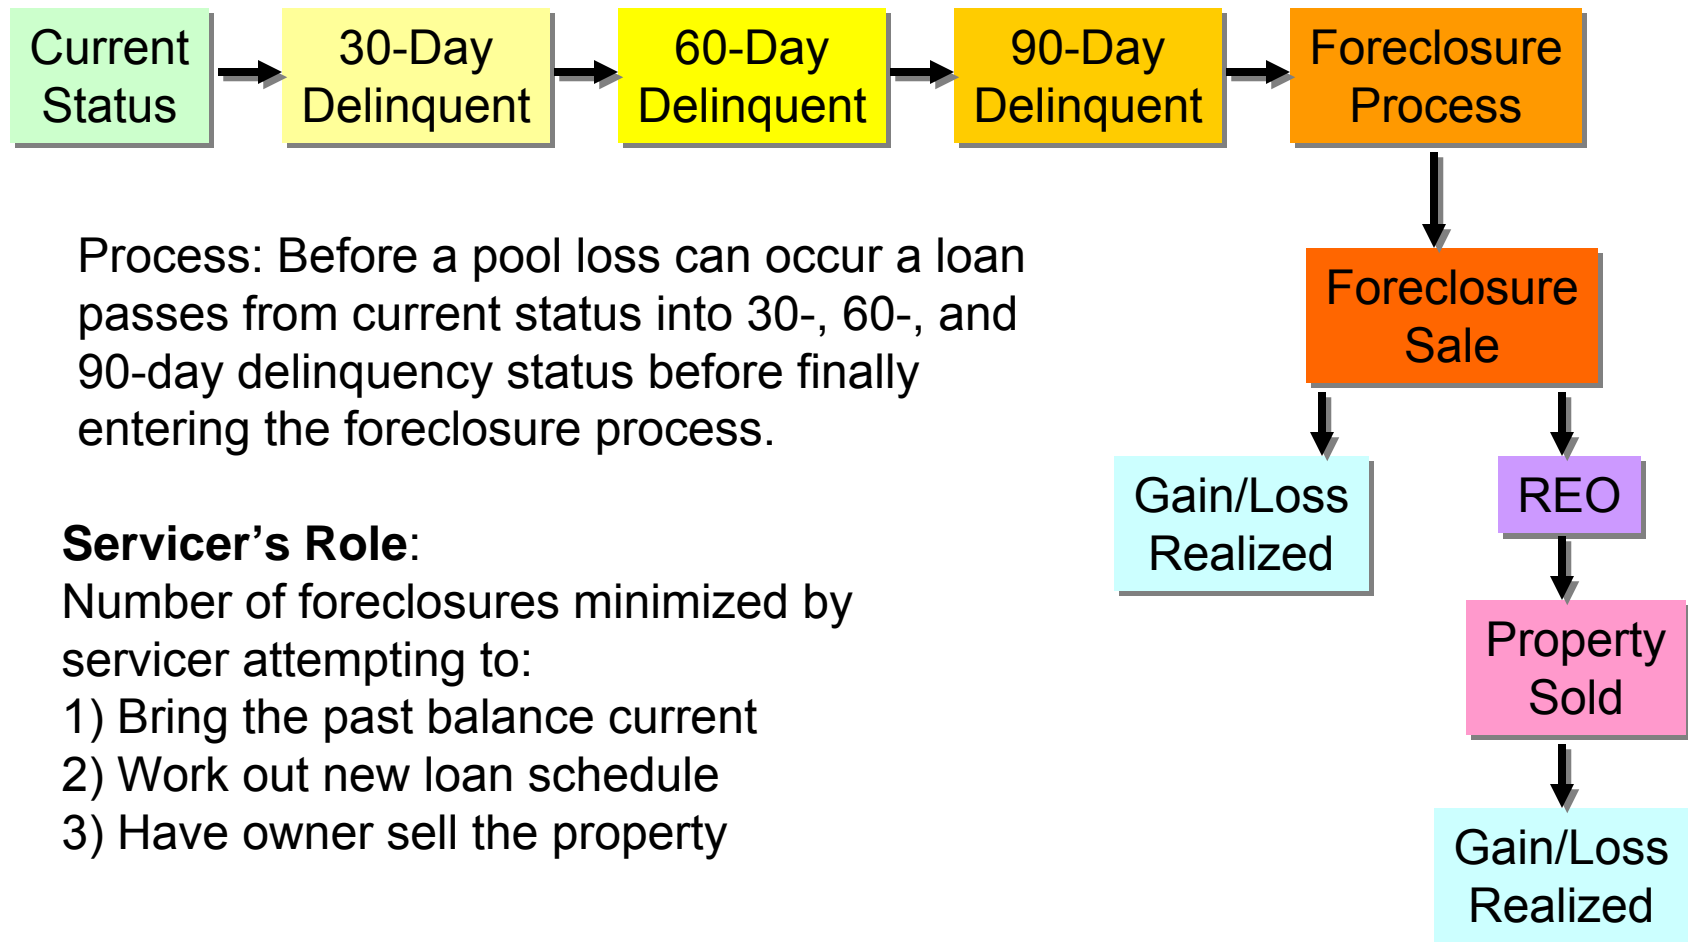 Current
Status
30-Day
Delinquent
60-Day
Delinquent
90-Day
Delinquent
Foreclosure
Process
Process: Before a pool loss can occur a loan
passes from current status into 30-, 60-, and
90-day delinquency status before finally
entering the foreclosure process.
Foreclosure
Sale
Gain/Loss
Realized
REO
Property
Sold
Gain/Loss
Realized
Servicer’s Role:
Number of foreclosures minimized by
servicer attempting to:
1) Bring the past balance current
2) Work out new loan schedule
3) Have owner sell the property